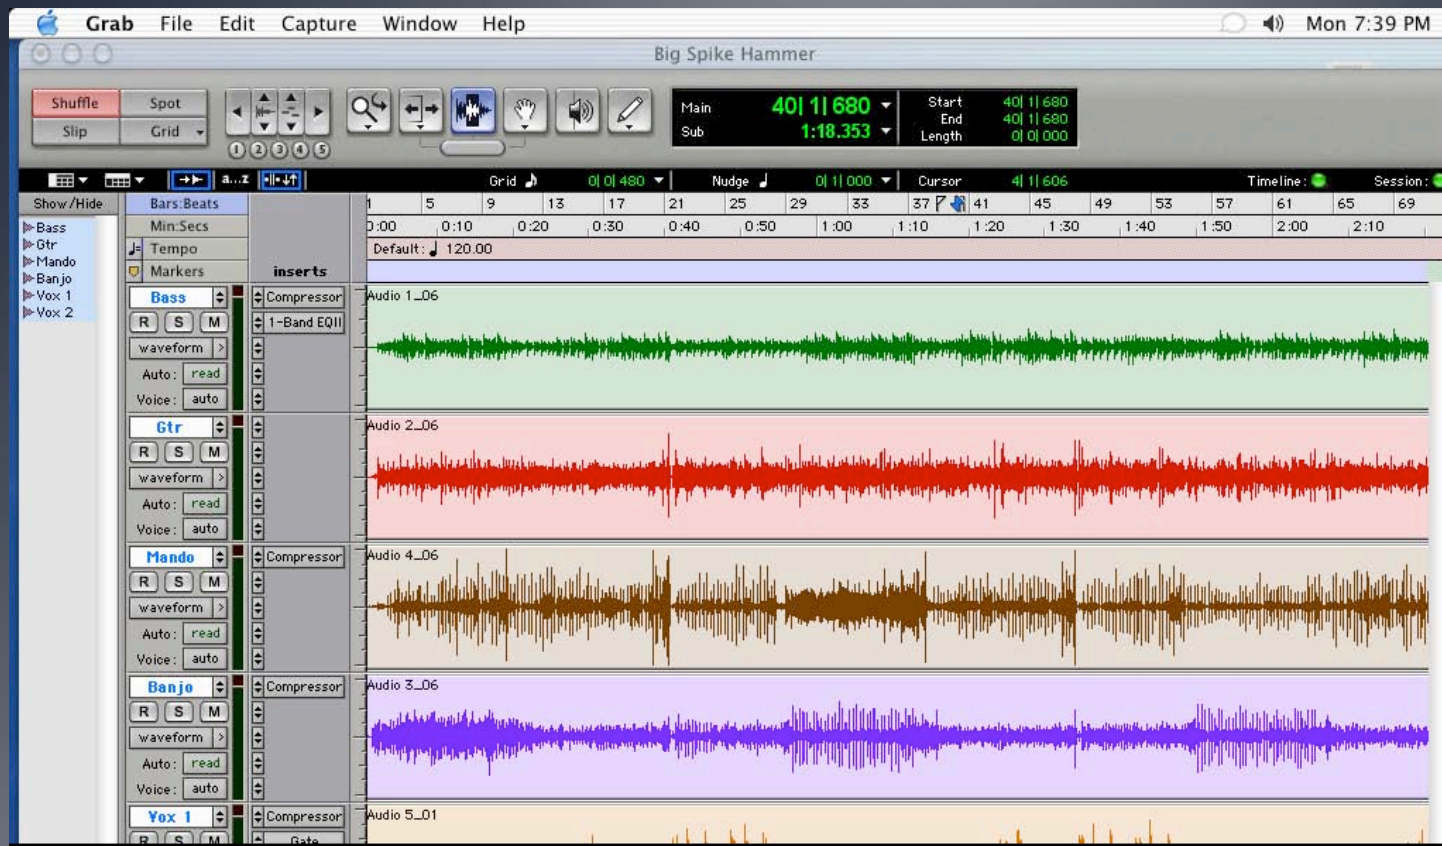 Grab File Edit Capture Window Help Mon 7:39 PM
Big Spike Hammer
Shuffle Spot
Slip Grid
1 2 3 4 5
Main 40| 1| 680
Sub 1:18.353
Start 40| 1| 680
End 40| 1| 680
Length 0| 0| 000
a...z Grid 0| 0| 480 Nudge 0| 1| 000 Cursor 4| 1| 606 Timeline: Session:
Show/Hide
Bass
Gtr
Mando
Banjo
Vox 1
Vox 2
Bars:Beats 1 5 9 13 17 21 25 29 33 37 41 45 49 53 57 61 65 69
Min:Secs 0:00 0:10 0:20 0:30 0:40 0:50 1:00 1:10 1:20 1:30 1:40 1:50 2:00 2:10
Tempo Default: 120.00
Markers inserts
Bass Compressor Audio 1_06
R S M 1-Band EQII
waveform >
Auto: read
Voice: auto
Gtr Audio 2_06
R S M
waveform >
Auto: read
Voice: auto
Mando Compressor Audio 4_06
R S M
waveform >
Auto: read
Voice: auto
Banjo Compressor Audio 3_06
R S M
waveform >
Auto: read
Voice: auto
Vox 1 Compressor Audio 5_01
R S M Gate